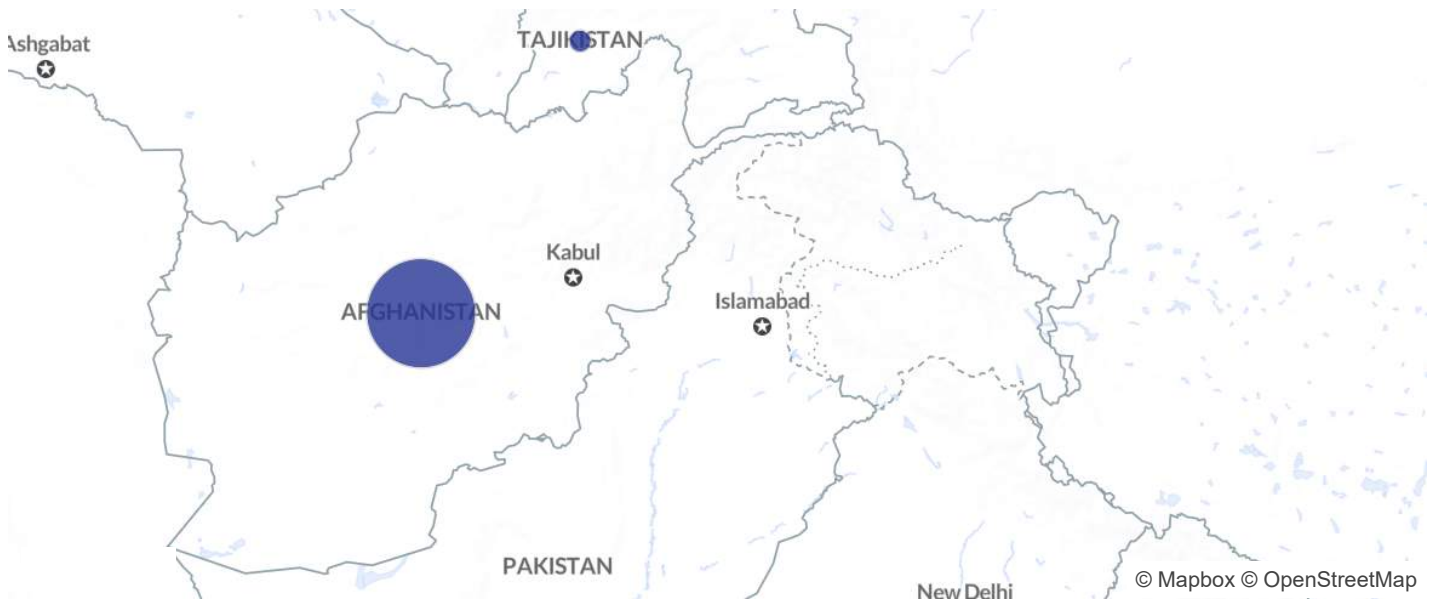 TAJIKISTAN
Ashgabat
Kabul
Islamabad
AFGHANISTAN
PAKISTAN
© Mapbox © OpenStreetMap
New Delhi